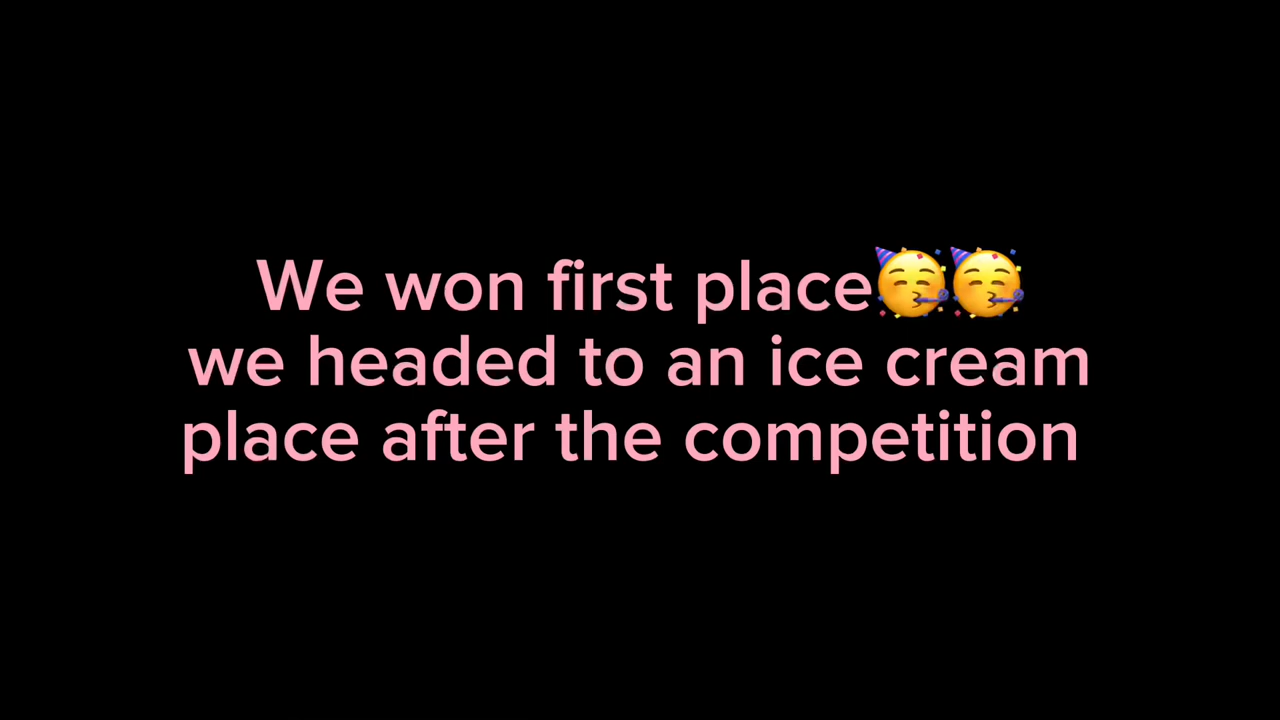 We won first place🥳🥳
we headed to an ice cream
place after the competition